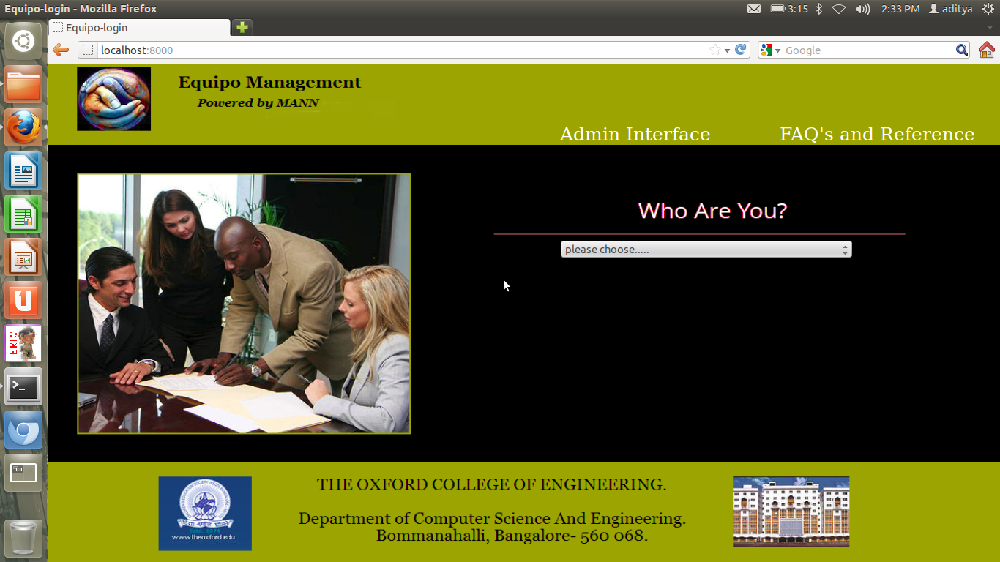 Equipo-login - Mozilla Firefox
3:15
2:33 PM
aditya
Equipo-login
localhost:8000
Google
Equipo Management
Powered by MANN
Admin Interface
FAQ's and Reference
Who Are You?
please choose.....
ERIC
THE OXFORD COLLEGE OF ENGINEERING.
Department of Computer Science And Engineering.
Bommanahalli, Bangalore- 560 068.
Estd. 1974
www.theoxford.edu